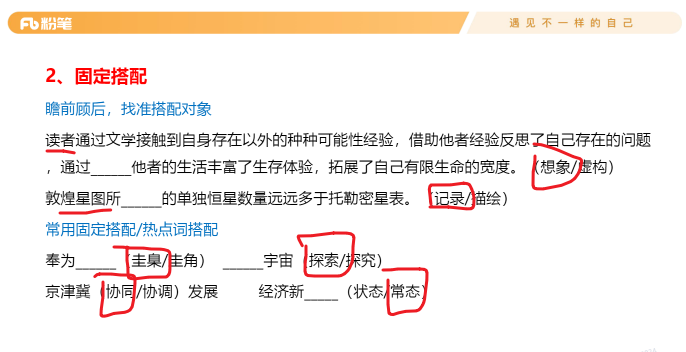 粉笔
遇见不一样的自己
2、固定搭配
瞻前顾后，找准搭配对象
读者通过文学接触到自身存在以外的种种可能性经验，借助他者经验反思了自己存在的问题
，通过______他者的生活丰富了生存体验，拓展了自己有限生命的宽度。（想象/虚构）
敦煌星图所______的单独恒星数量远远多于托勒密星表。（记录/描绘）
常用固定搭配/热点词搭配
奉为______（圭臬/圭角） ______宇宙（探索/探究）
京津冀（协同/协调）发展 经济新_____（状态/常态）